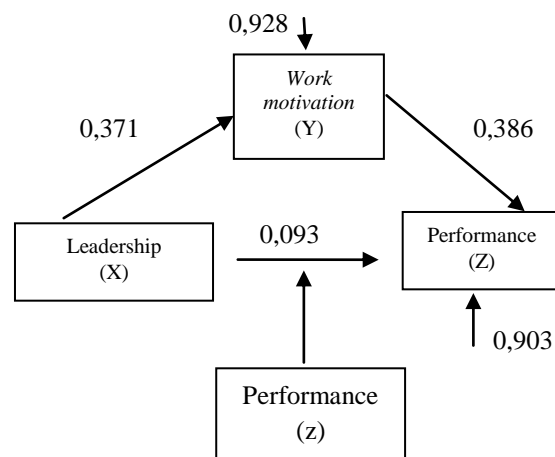 0,928
Work
motivation
(Y)
0,371
0,386
Leadership
(X)
0,093
Performance
(Z)
0,903
Performance
(z)